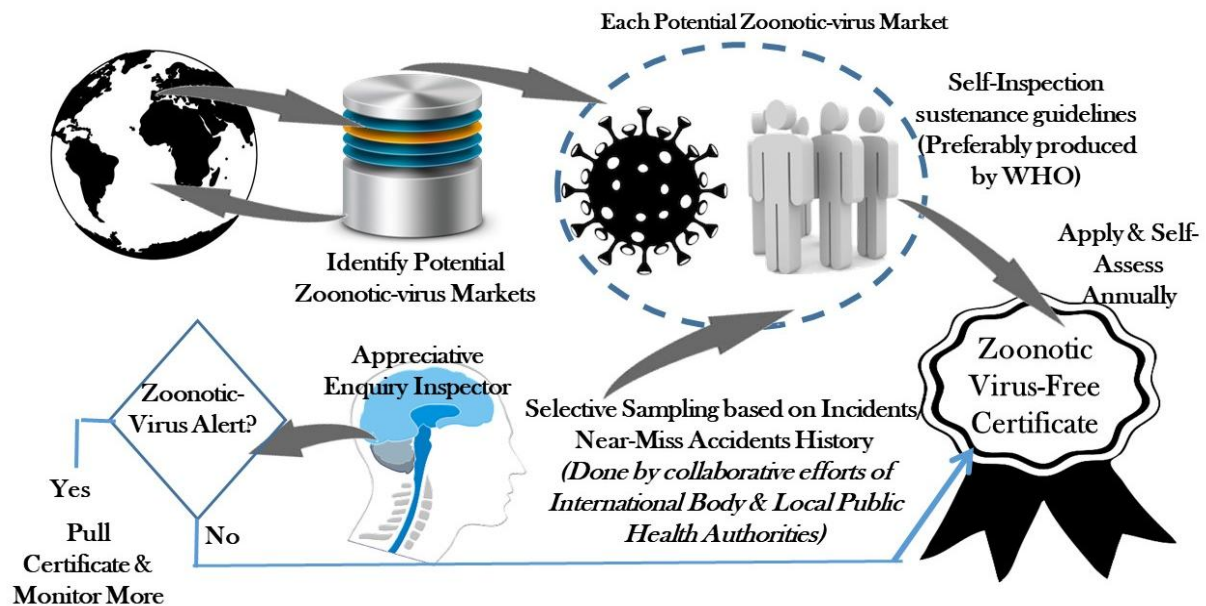 Each Potential Zoonotic-virus Market
Self-Inspection
sustenance guidelines
(Preferably produced
by WHO)
Identify Potential
Zoonotic-virus Markets
Apply & Self-
Assess
Annually
Zoonotic
Virus-Free
Certificate
Appreciative
Enquiry Inspector
Zoonotic-
Virus Alert?
Selective Sampling based on Incidents/
Near-Miss Accidents History
(Done by collaborative efforts of
International Body & Local Public
Health Authorities)
Yes
No
Pull
Certificate &
Monitor More